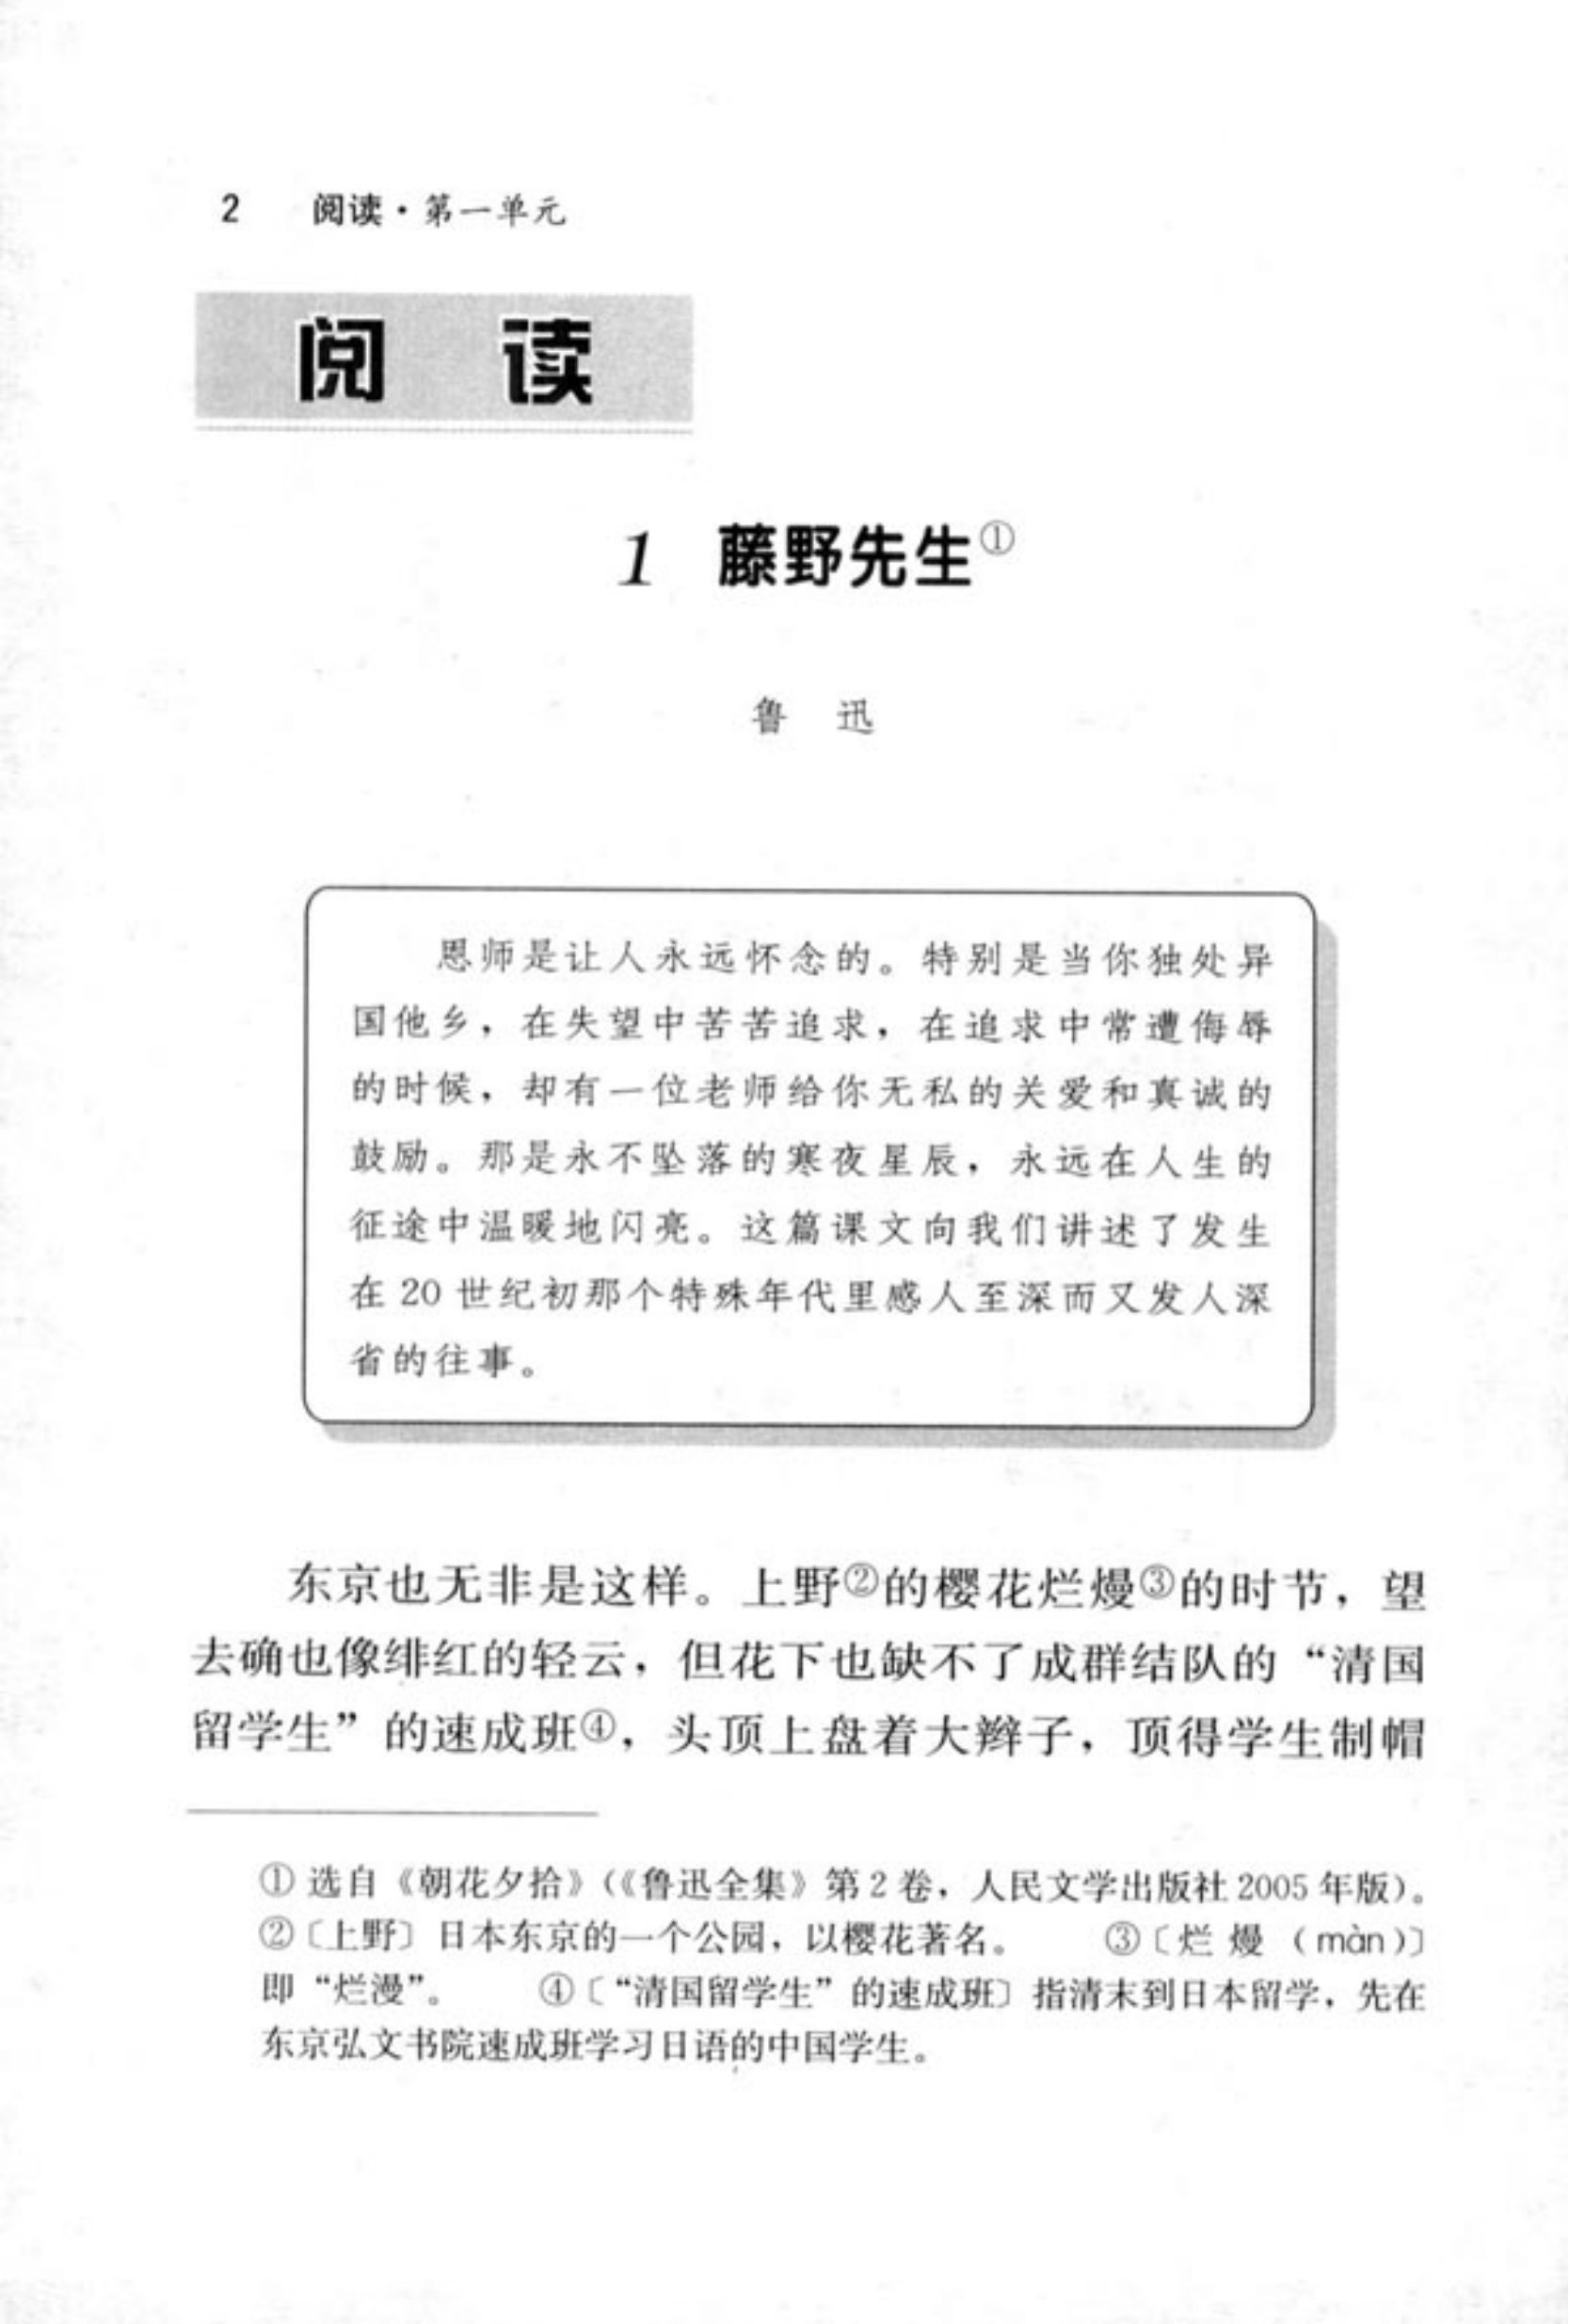 2 阅读·第一单元
阅 读
1 藤野先生①
鲁 迅
恩师是让人永远怀念的。特别是当你独处异
国他乡，在失望中苦苦追求，在追求中常遭侮辱
的时候，却有一位老师给你无私的关爱和真诚的
鼓励。那是永不坠落的寒夜星辰，永远在人生的
征途中温暖地闪亮。这篇课文向我们讲述了发生
在 20 世纪初那个特殊年代里感人至深而又发人深
省的往事。
东京也无非是这样。上野②的樱花烂熳③的时节，望
去确也像绯红的轻云，但花下也缺不了成群结队的“清国
留学生”的速成班④，头顶上盘着大辫子，顶得学生制帽
① 选自《朝花夕拾》（《鲁迅全集》第 2 卷，人民文学出版社 2005 年版）。
②〔上野〕日本东京的一个公园，以樱花著名。 ③〔烂熳（màn）〕
即“烂漫”。 ④〔“清国留学生”的速成班〕指清末到日本留学，先在
东京弘文书院速成班学习日语的中国学生。